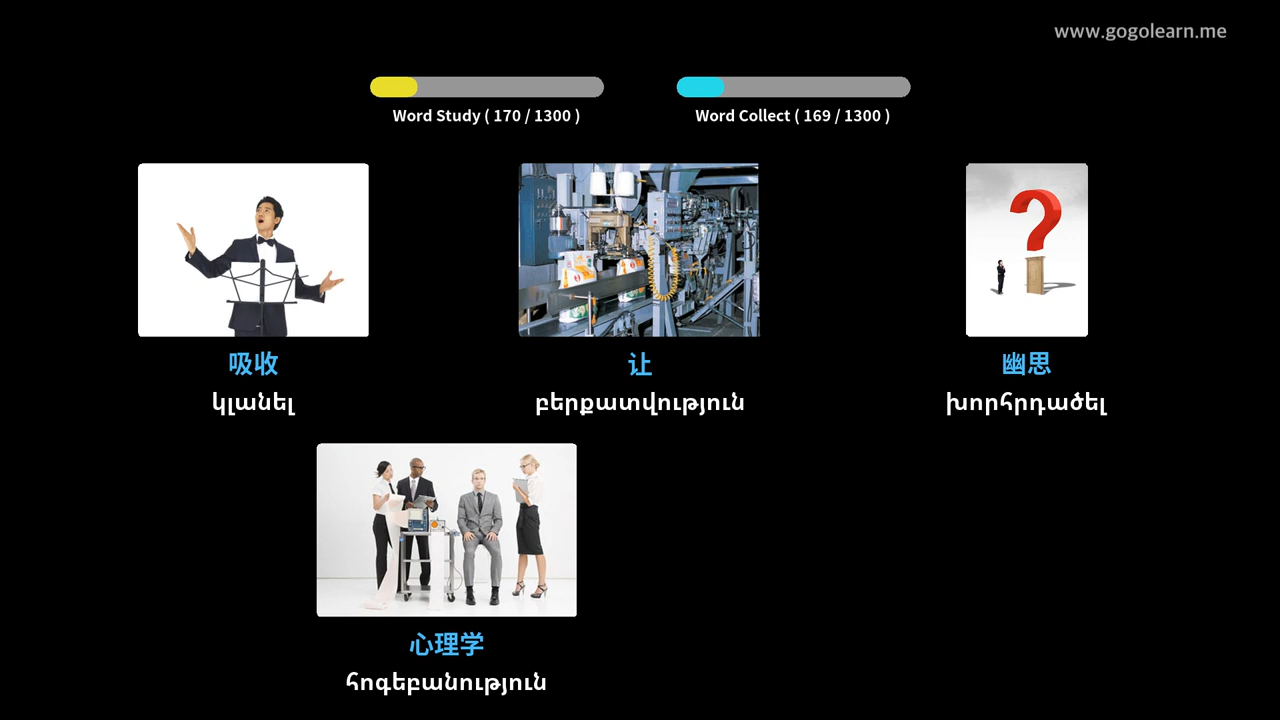 www.gogolearn.me
Word Study ( 170 / 1300 )
Word Collect ( 169 / 1300 )
吸收
կլանել
让
բերքատվություն
幽思
խորհրդածել
心理学
հոգեբանություն